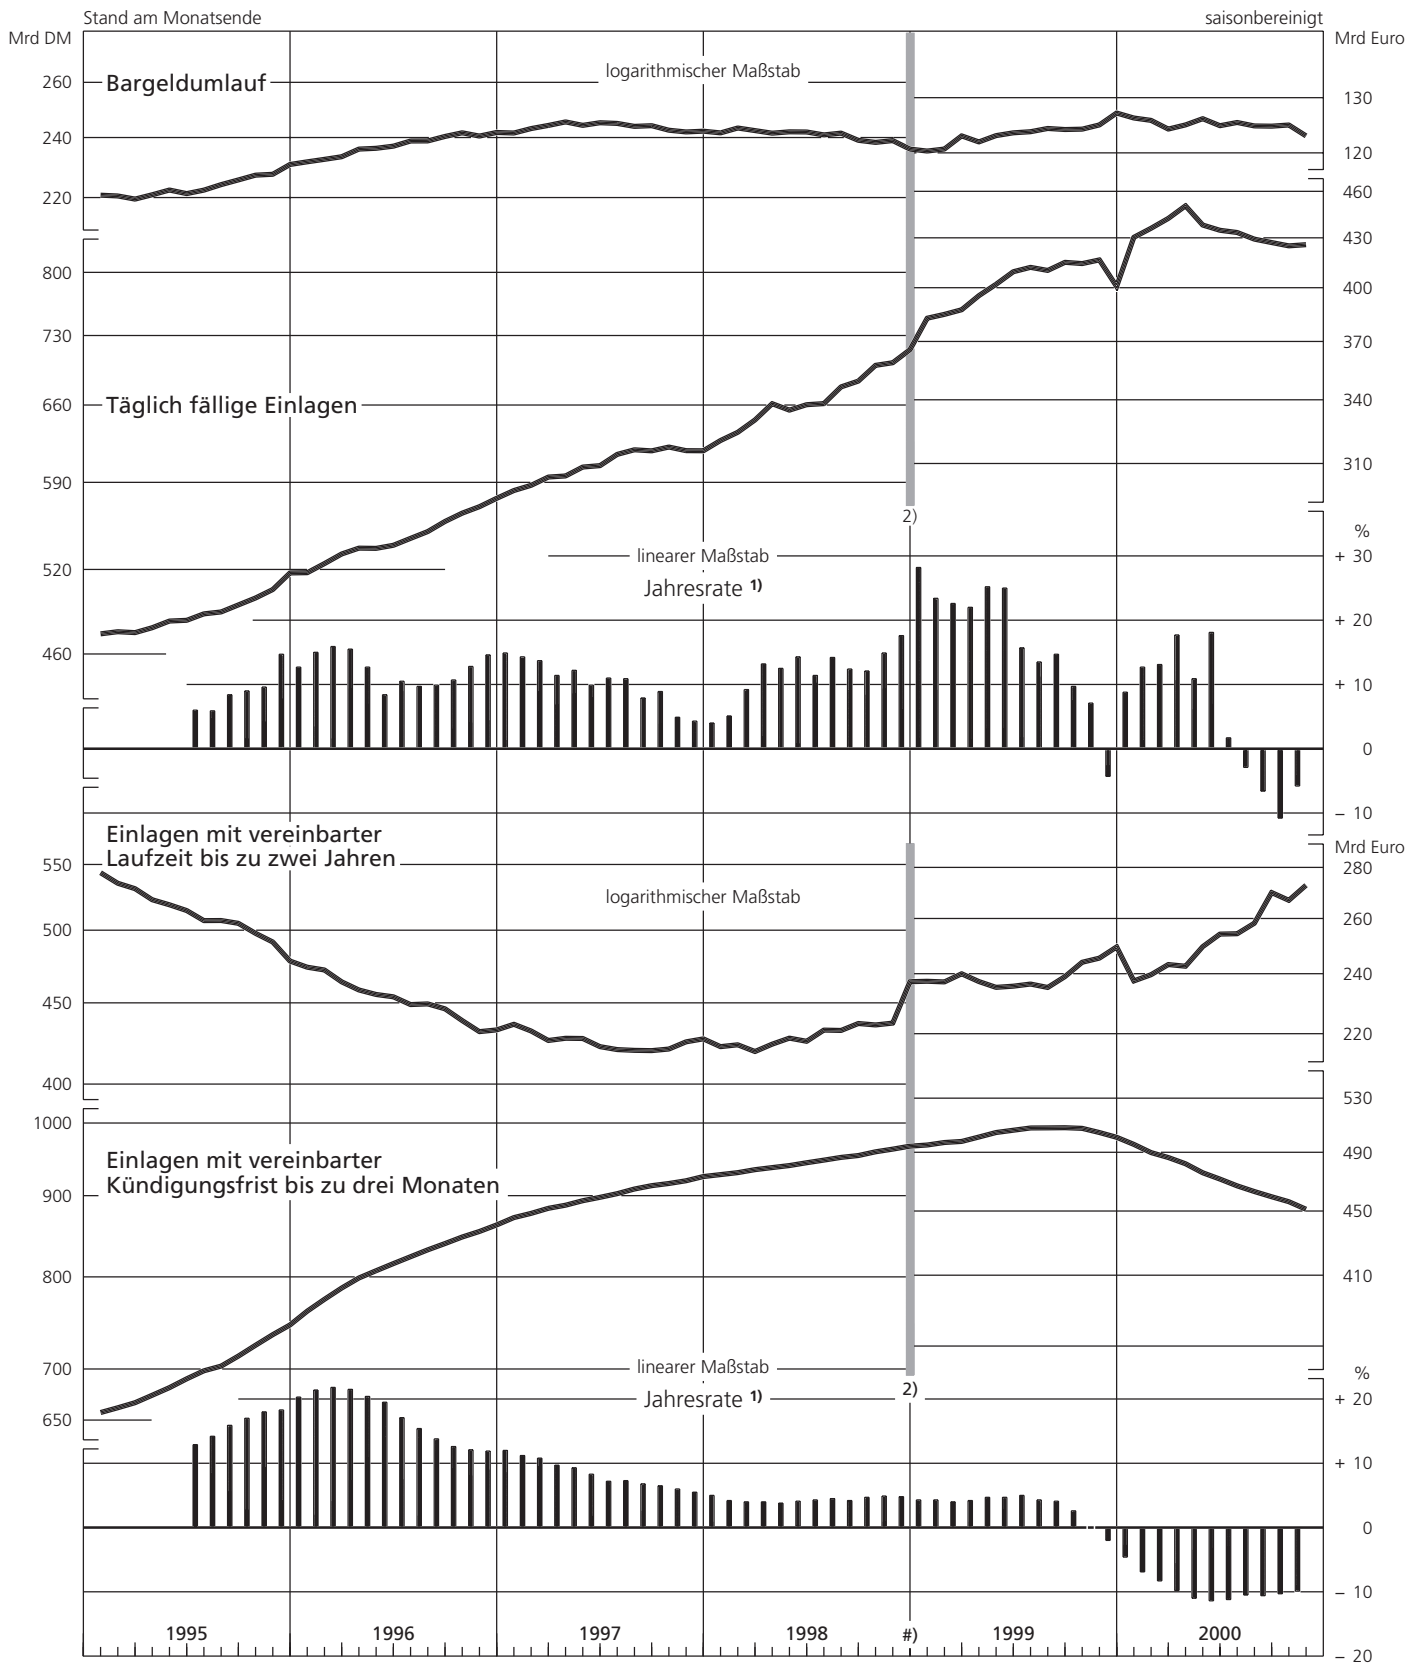 Stand am Monatsende
saisonbereinigt
Mrd DM
Mrd Euro
260
Bargeldumlauf
logarithmischer Maßstab
130
240
120
220
460
430
800
400
730
370
660
Täglich fällige Einlagen
340
310
590
2)
%
520
linearer Maßstab
+ 30
Jahresrate 1)
+ 20
460
+ 10
0
– 10
Einlagen mit vereinbarter
Laufzeit bis zu zwei Jahren
Mrd Euro
550
280
logarithmischer Maßstab
500
260
240
450
220
400
530
1000
Einlagen mit vereinbarter
Kündigungsfrist bis zu drei Monaten
490
900
450
800
410
700
linearer Maßstab
%
Jahresrate 1)
2)
+ 20
650
+ 10
0
– 10
1995 1996 1997 1998 #) 1999 2000
– 20